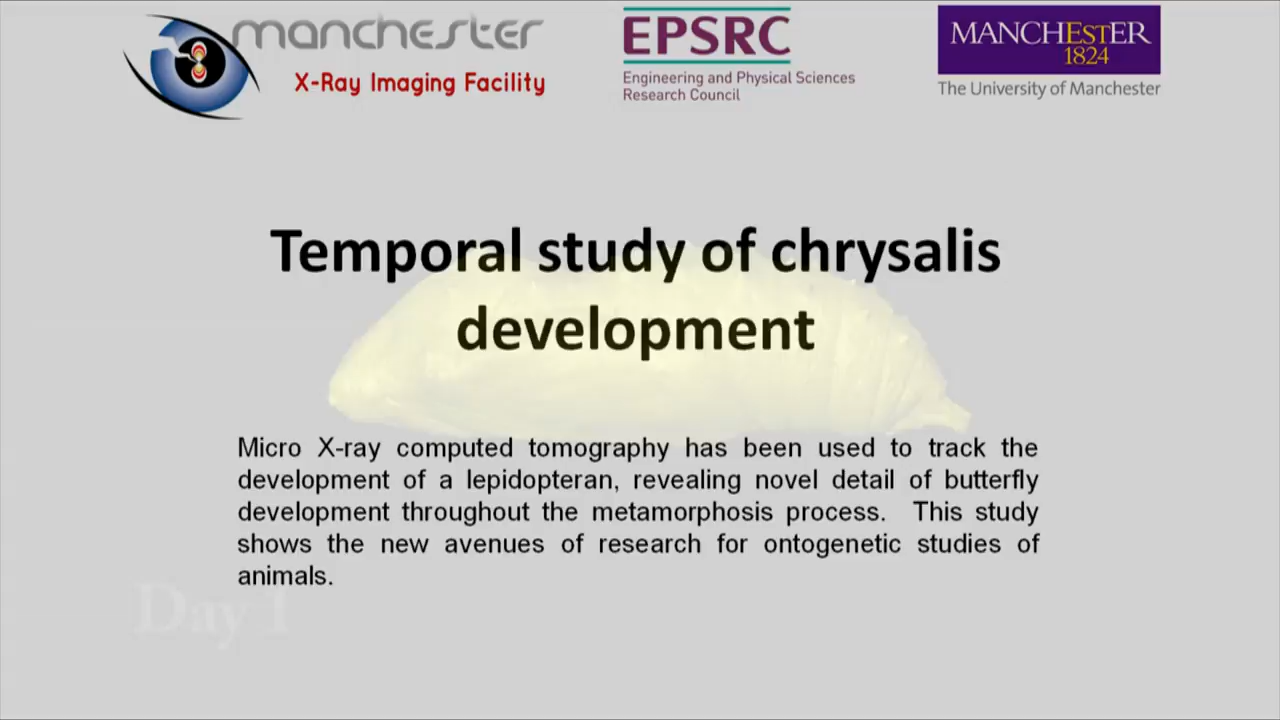 manchester
X-Ray Imaging Facility
EPSRC
Engineering and Physical Sciences
Research Council
MANCHESTER
1824
The University of Manchester
Temporal study of chrysalis
development
Micro X-ray computed tomography has been used to track the
development of a lepidopteran, revealing novel detail of butterfly
development throughout the metamorphosis process. This study
shows the new avenues of research for ontogenetic studies of
animals.
Day 1